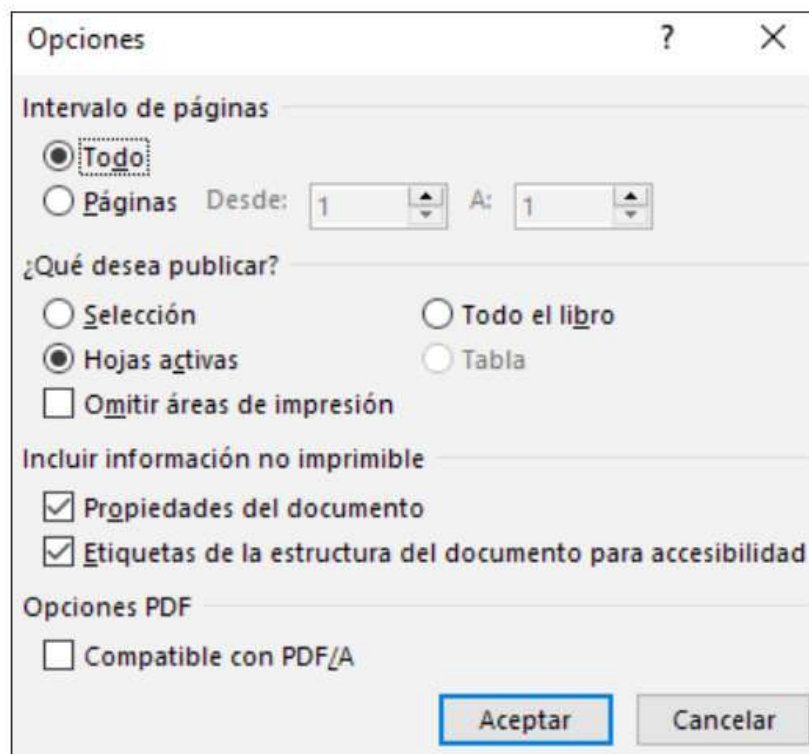 Opciones ?
Intervalo de páginas
Todo
Páginas Desde: 1 A: 1
¿Qué desea publicar?
Selección Todo el libro
Hojas activas Tabla
Omitir áreas de impresión
Incluir información no imprimible
Propiedades del documento
Etiquetas de la estructura del documento para accesibilidad
Opciones PDF
Compatible con PDF/A
Aceptar Cancelar